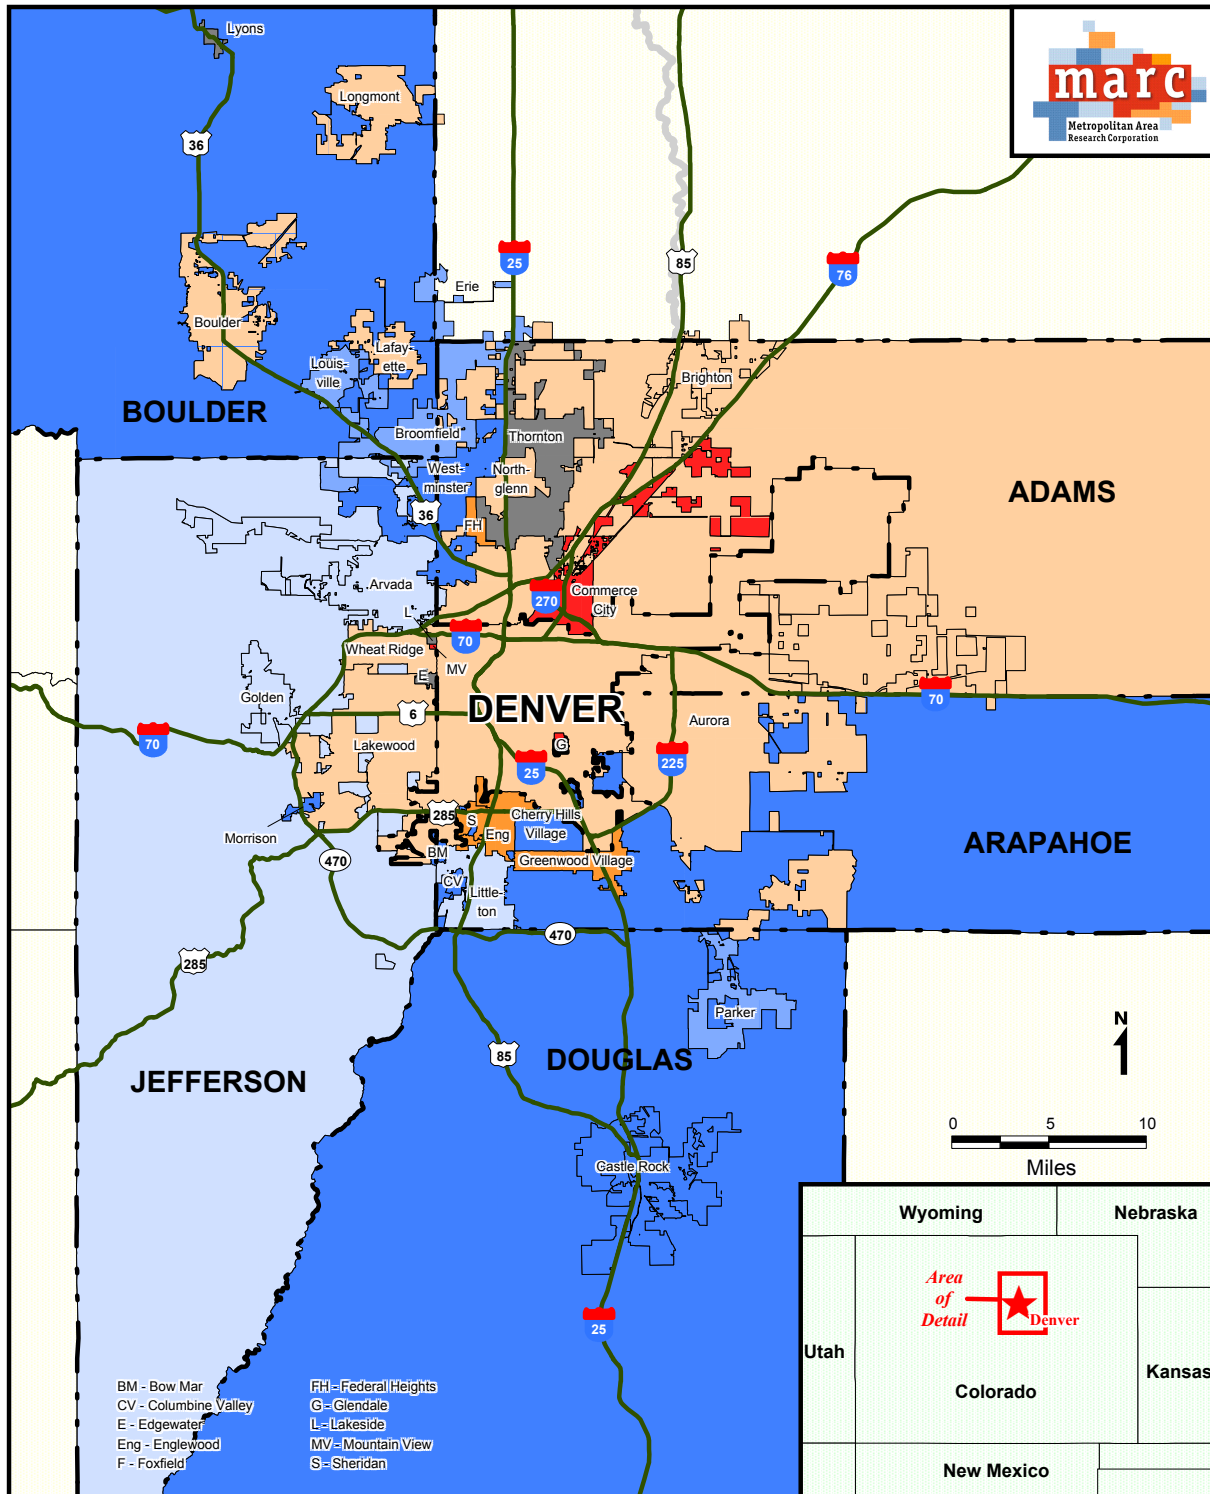 Lyons
marc
Metropolitan Area
Research Corporation
Longmont
36
25
85
76
Erie
Boulder
Lafay-
ette
Louis-
ville
Brighton
BOULDER
Broomfield
Thornton
West-
minster
North-
glenn
ADAMS
36
FH
Arvada
270
Commerce
City
L
70
Wheat Ridge
MV
E
Golden
70
DENVER
6
Aurora
70
Lakewood
G
25
225
285
S
Cherry Hills
Village
Eng
Morrison
ARAPAHOE
BM
Greenwood Village
470
CV
Little-
ton
470
285
Parker
N
85
DOUGLAS
JEFFERSON
0 5 10
Miles
Castle Rock
Wyoming
Nebraska
Area
of
Detail
Denver
25
Utah
Kansas
Colorado
New Mexico
BM - Bow Mar
CV - Columbine Valley
E - Edgewater
Eng - Englewood
F - Foxfield
FH - Federal Heights
G - Glendale
L - Lakeside
MV - Mountain View
S - Sheridan